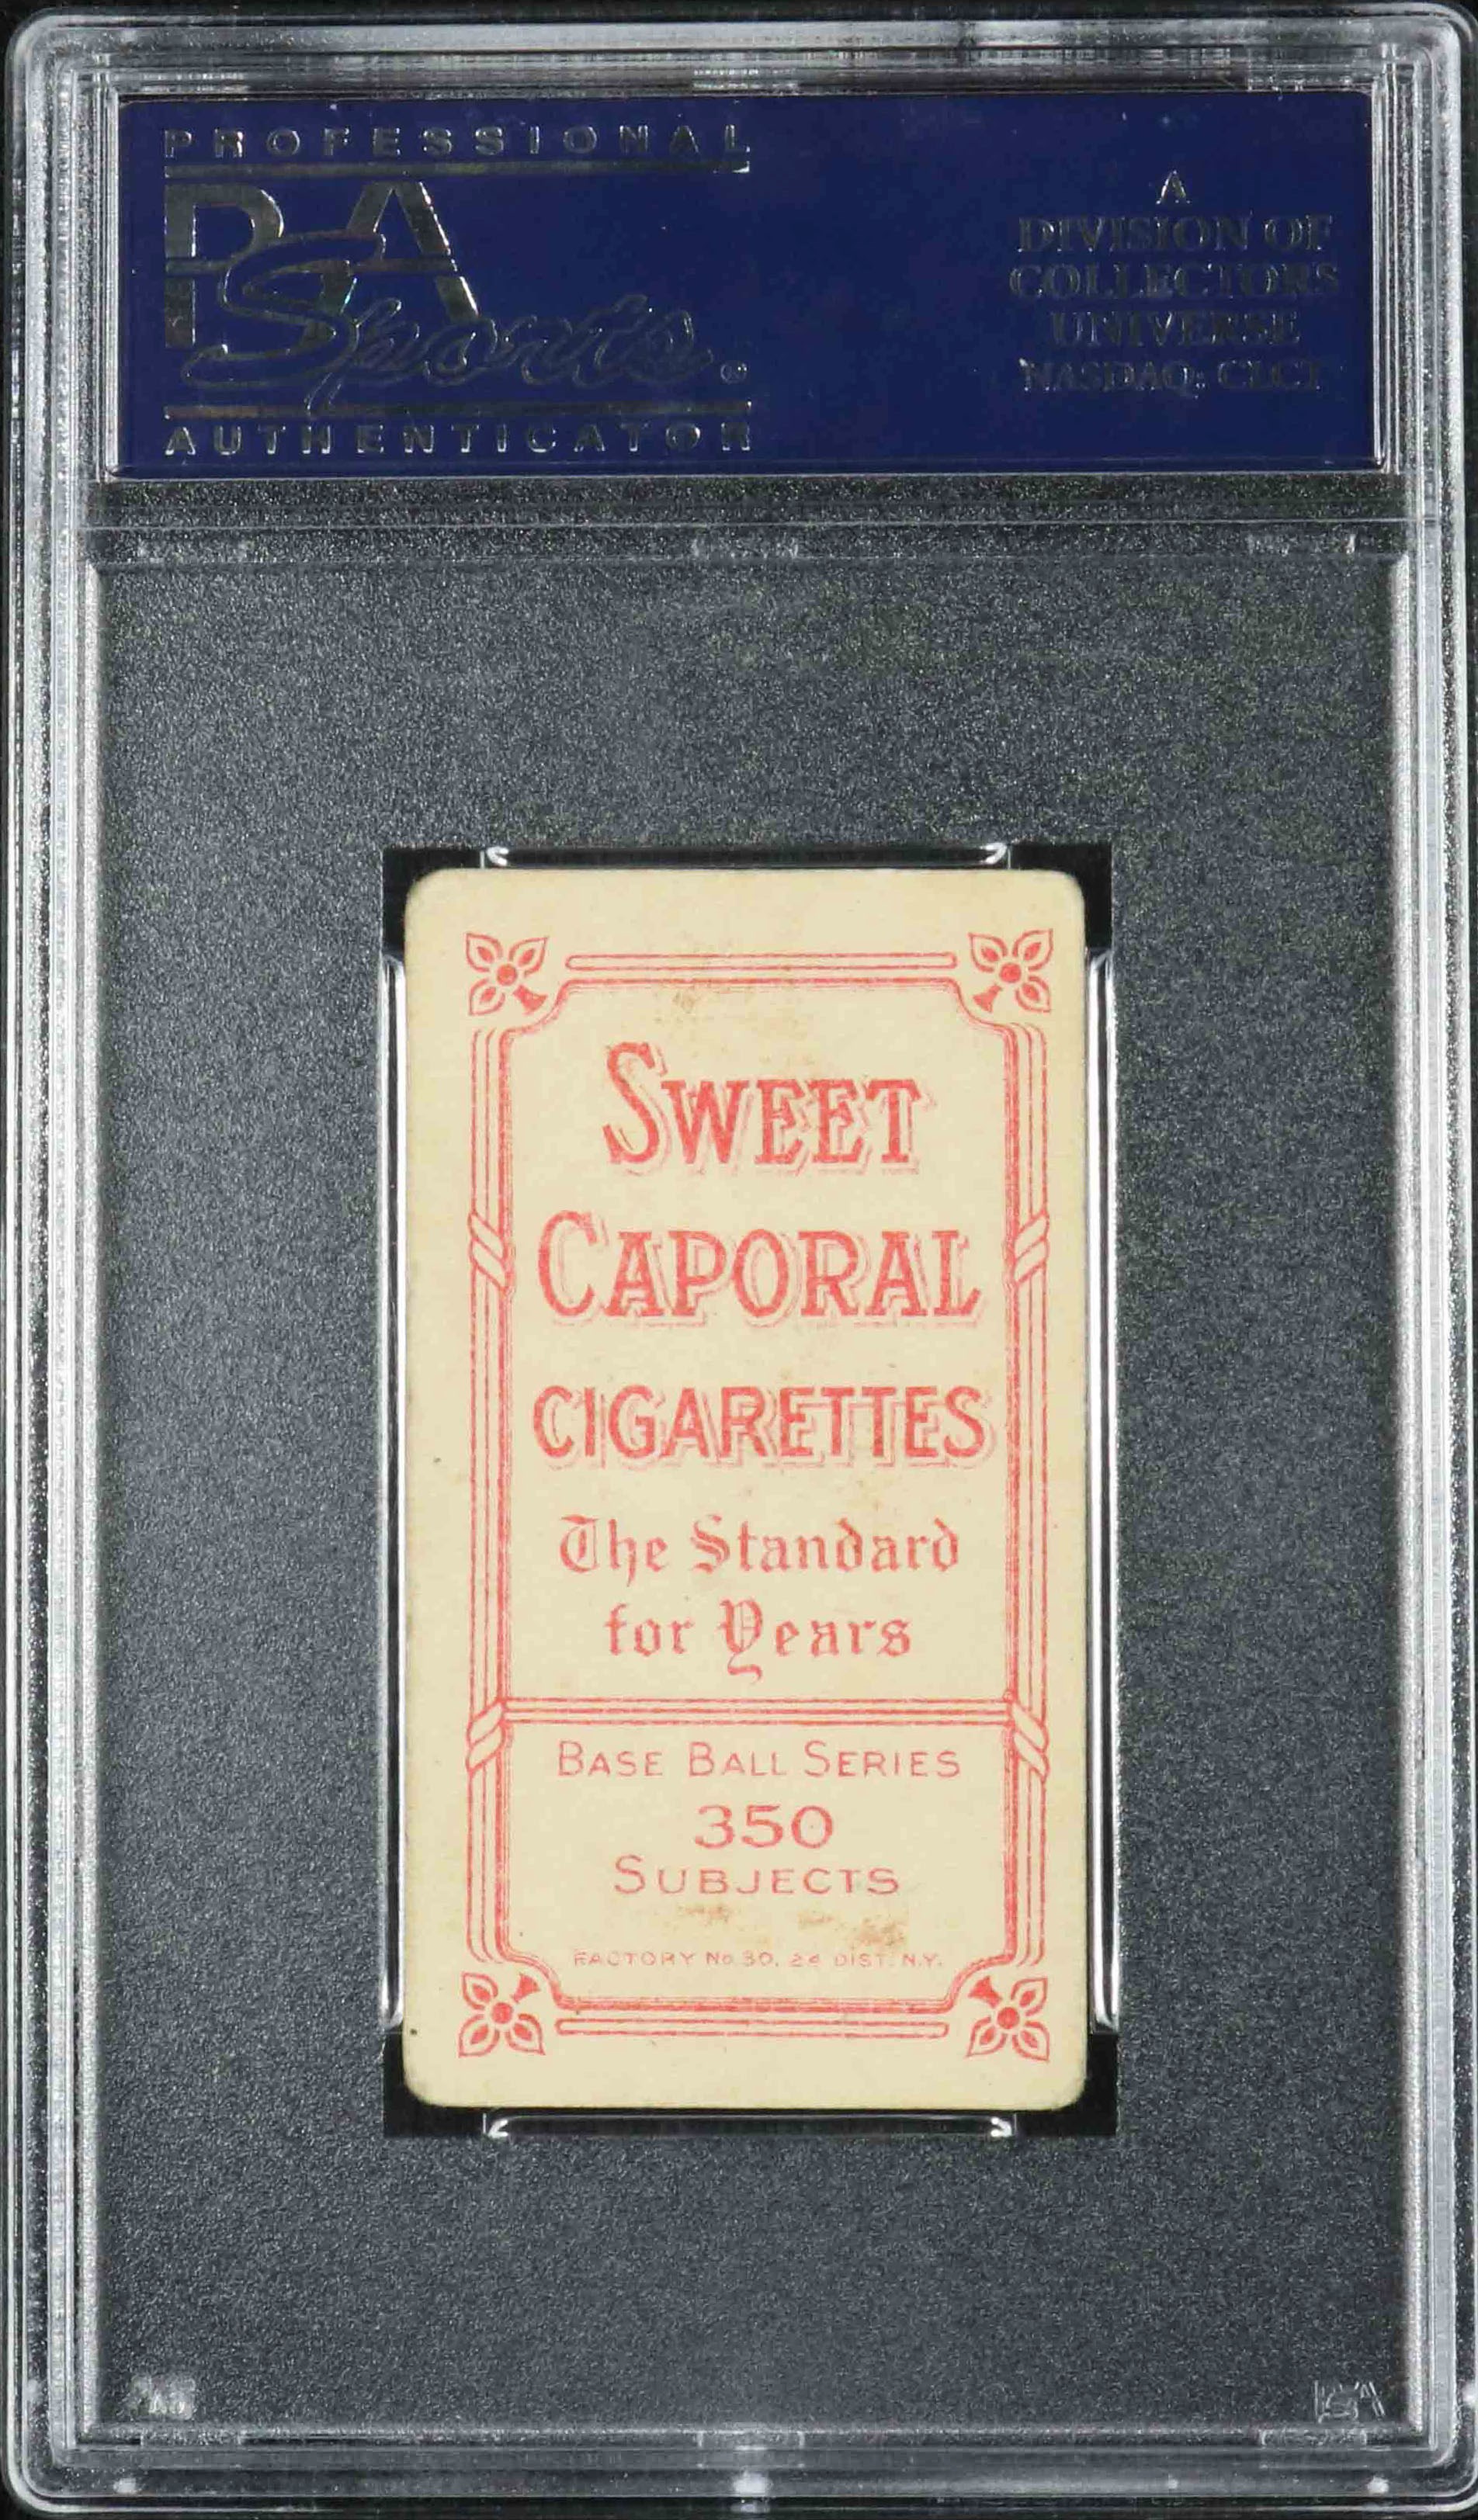 PROFESSIONAL
PSA
Sports
AUTHENTICATOR
A
DIVISION OF
COLLECTORS
UNIVERSE
NASDAQ: CLCT
SWEET
CAPORAL
CIGARETTES
The Standard
for Years
BASE BALL SERIES
350
SUBJECTS
FACTORY No 30, 2d DIST. N.Y.
PSA